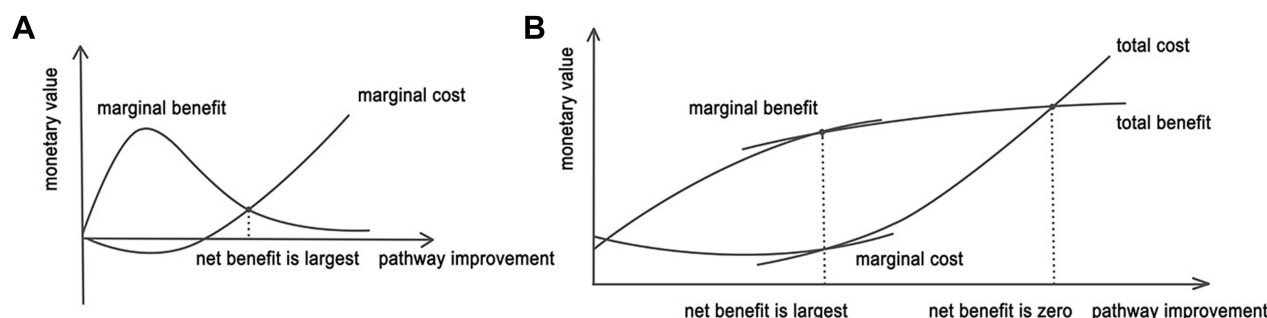 A
monetary value
marginal benefit
marginal cost
net benefit is largest
pathway improvement
B
monetary value
total cost
marginal benefit
total benefit
marginal cost
net benefit is largest
net benefit is zero
pathway improvement